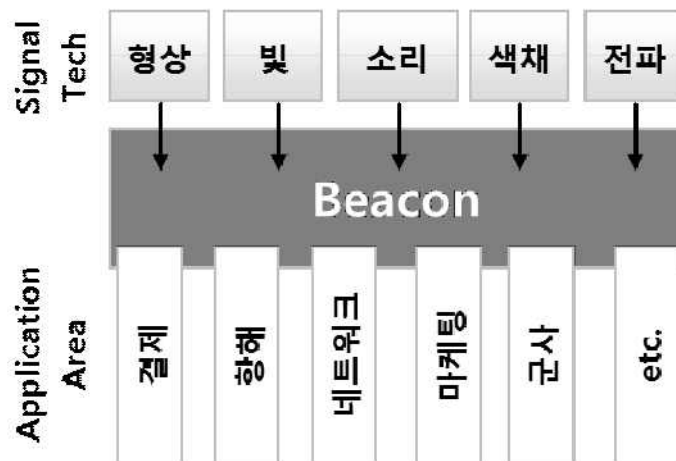 Signal
Tech
형상
빛
소리
색채
전파
Beacon
Application
Area
결제
항해
네트워크
마케팅
군사
etc.